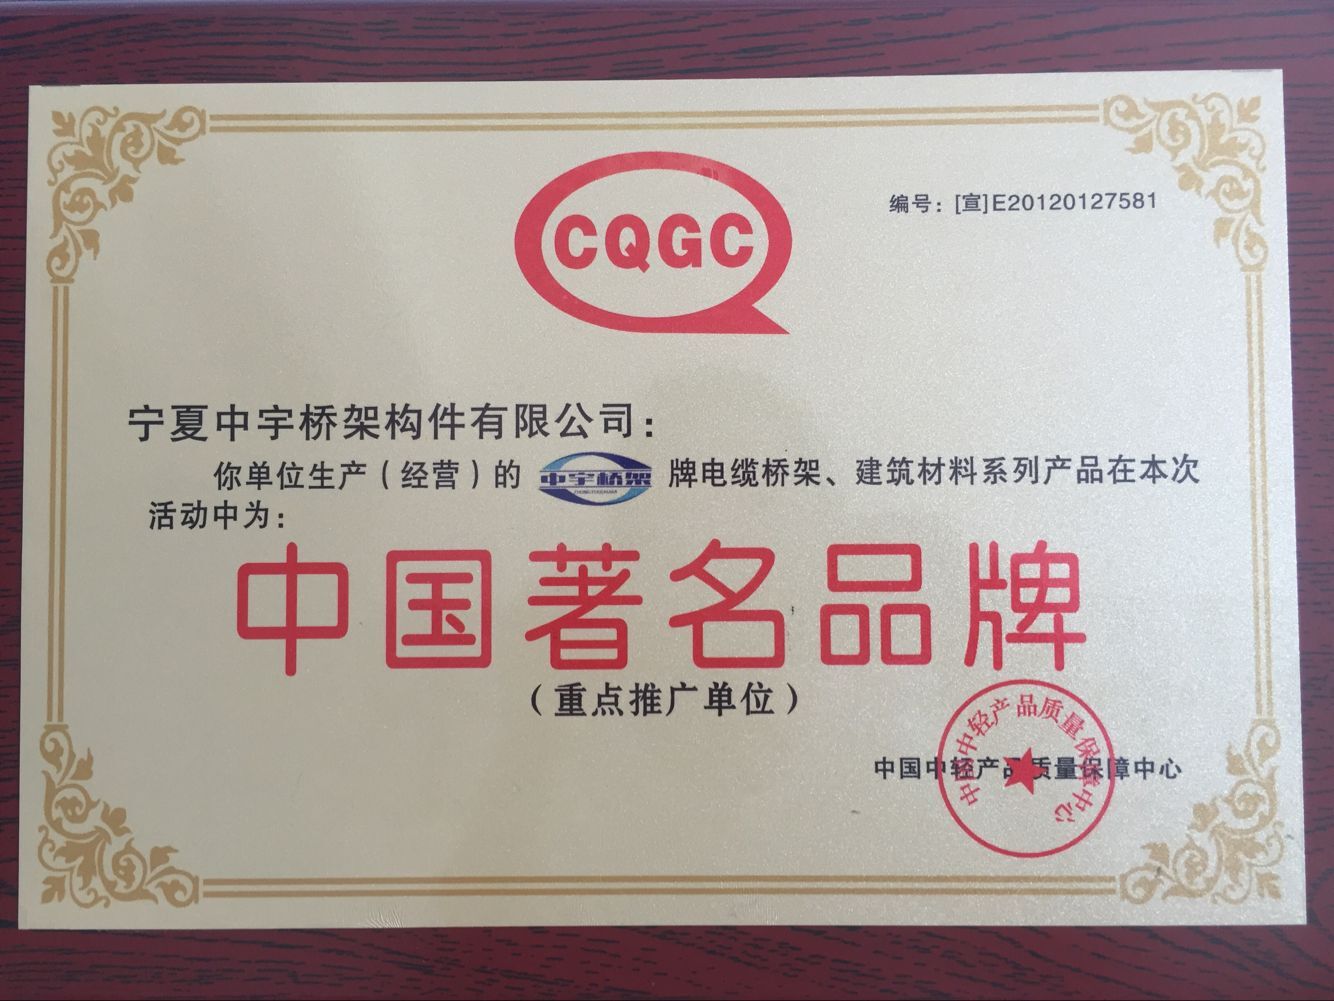 CQGC
编号：[宣]E20120127581
宁夏中宇桥架构件有限公司：
你单位生产（经营）的 中宇桥架 牌电缆桥架、建筑材料系列产品在本次
活动中为：
中国著名品牌
（重点推广单位）
中国中轻产品质量保障中心
中国中轻产品质量保障中心